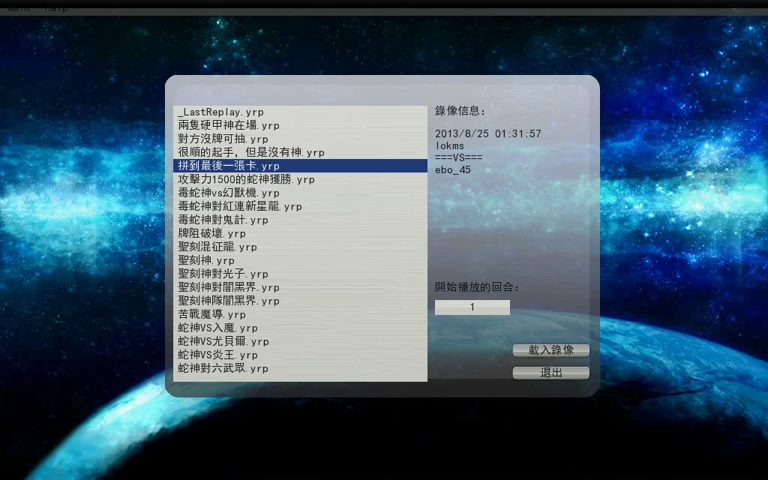 錄像信息:
_LastReplay.yrp
兩隻硬甲神在場.yrp
對方沒牌可抽.yrp
很順的起手，但是沒有神.yrp
拼到最後一張卡.yrp
攻擊力1500的蛇神獲勝.yrp
毒蛇神vs幻獸機.yrp
毒蛇神對紅連新星龍.yrp
毒蛇神對鬼計.yrp
牌阻破壞.yrp
聖刻混征龍.yrp
聖刻神.yrp
聖刻神對光子.yrp
聖刻神對闇黑界.yrp
聖刻神隊闇黑界.yrp
苦戰魔導.yrp
蛇神VS入魔.yrp
蛇神VS尤貝爾.yrp
蛇神VS炎王.yrp
蛇神對六武眾.yrp
2013/8/25 01:31:57
lokms
===VS===
ebo_45
開始播放的回合:
1
載入錄像
退出